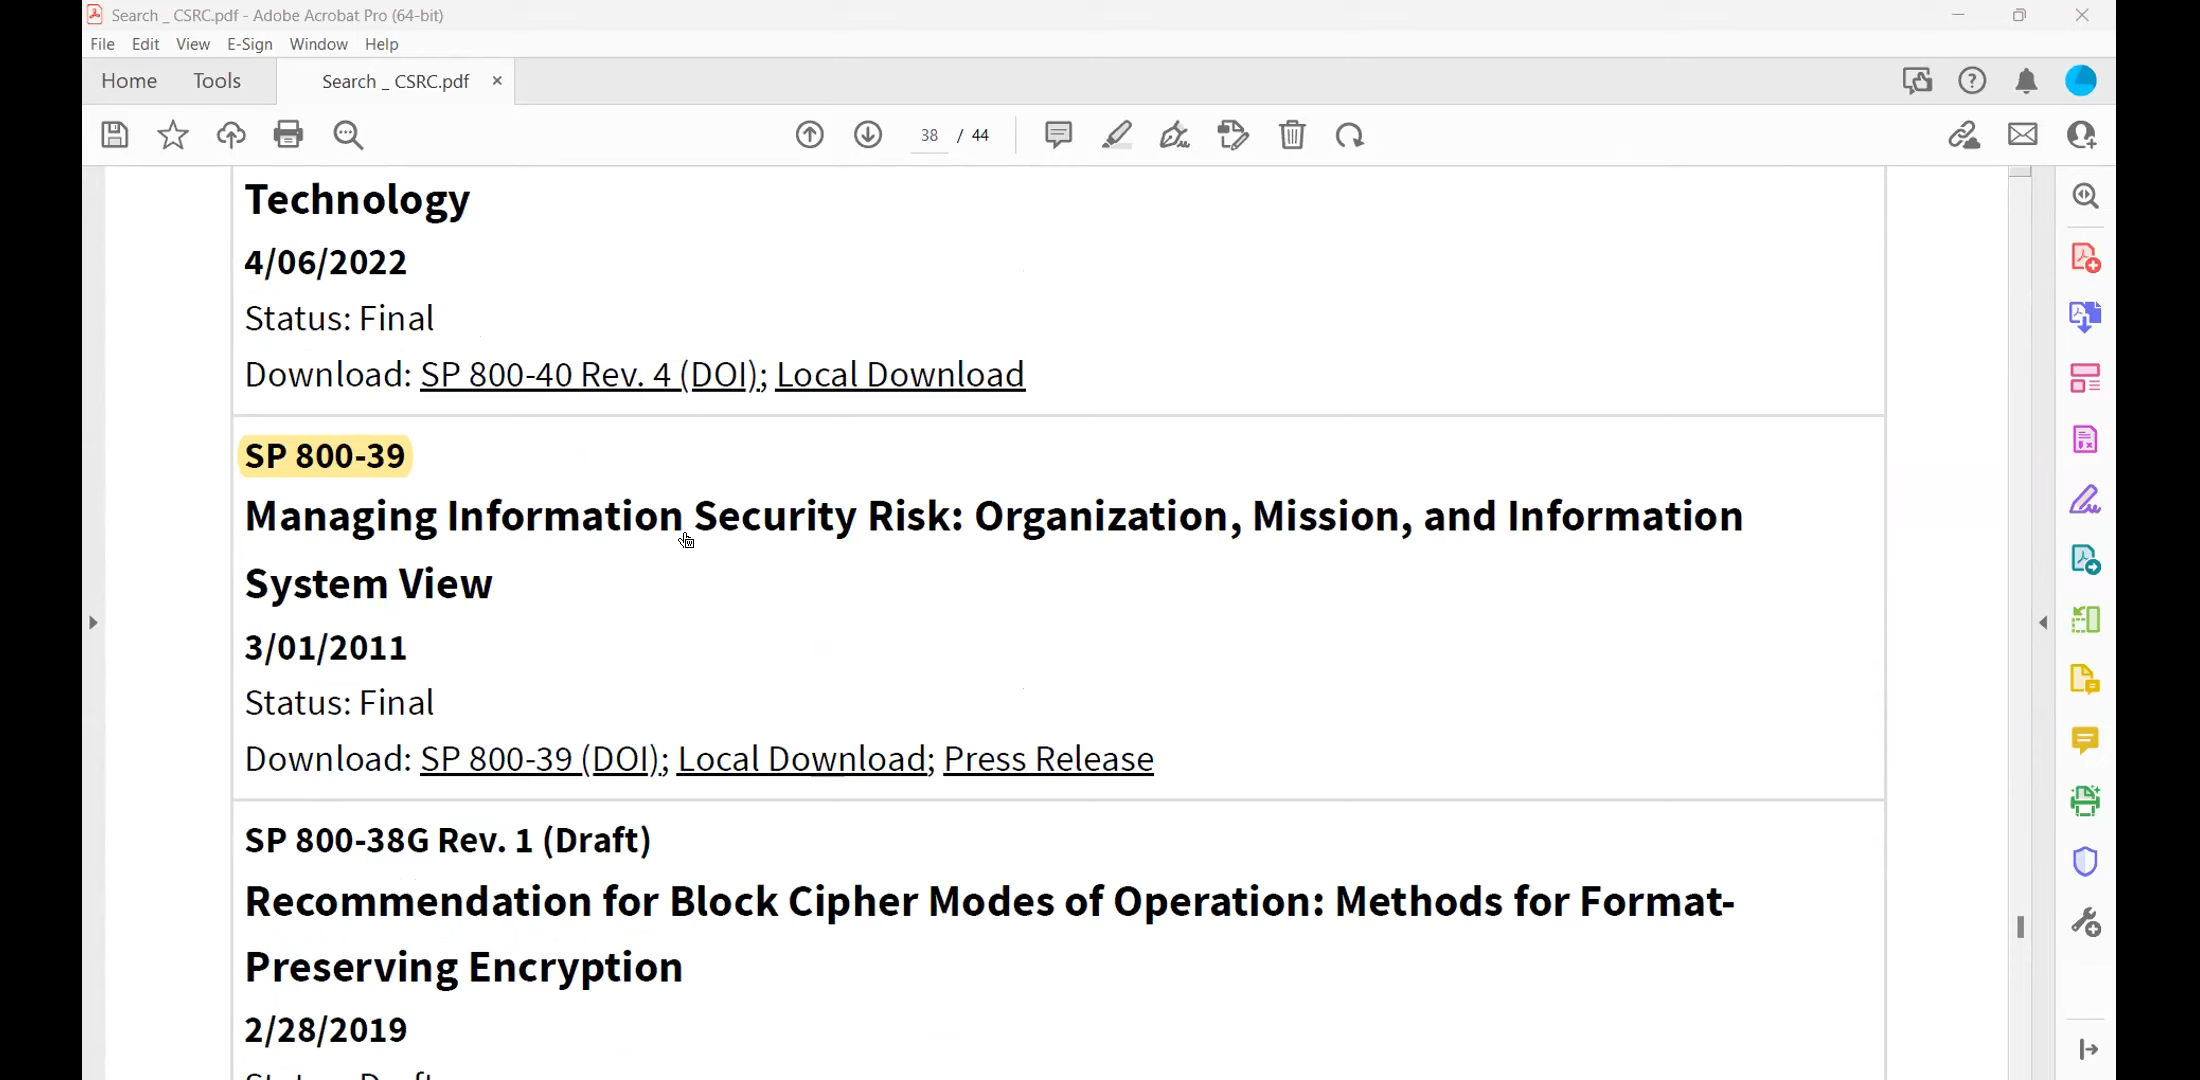 Search _ CSRC.pdf - Adobe Acrobat Pro (64-bit)
File Edit View E-Sign Window Help
Home Tools Search _ CSRC.pdf
38 / 44
Technology
4/06/2022
Status: Final
Download: SP 800-40 Rev. 4 (DOI); Local Download
SP 800-39
Managing Information Security Risk: Organization, Mission, and Information
System View
3/01/2011
Status: Final
Download: SP 800-39 (DOI); Local Download; Press Release
SP 800-38G Rev. 1 (Draft)
Recommendation for Block Cipher Modes of Operation: Methods for Format-
Preserving Encryption
2/28/2019